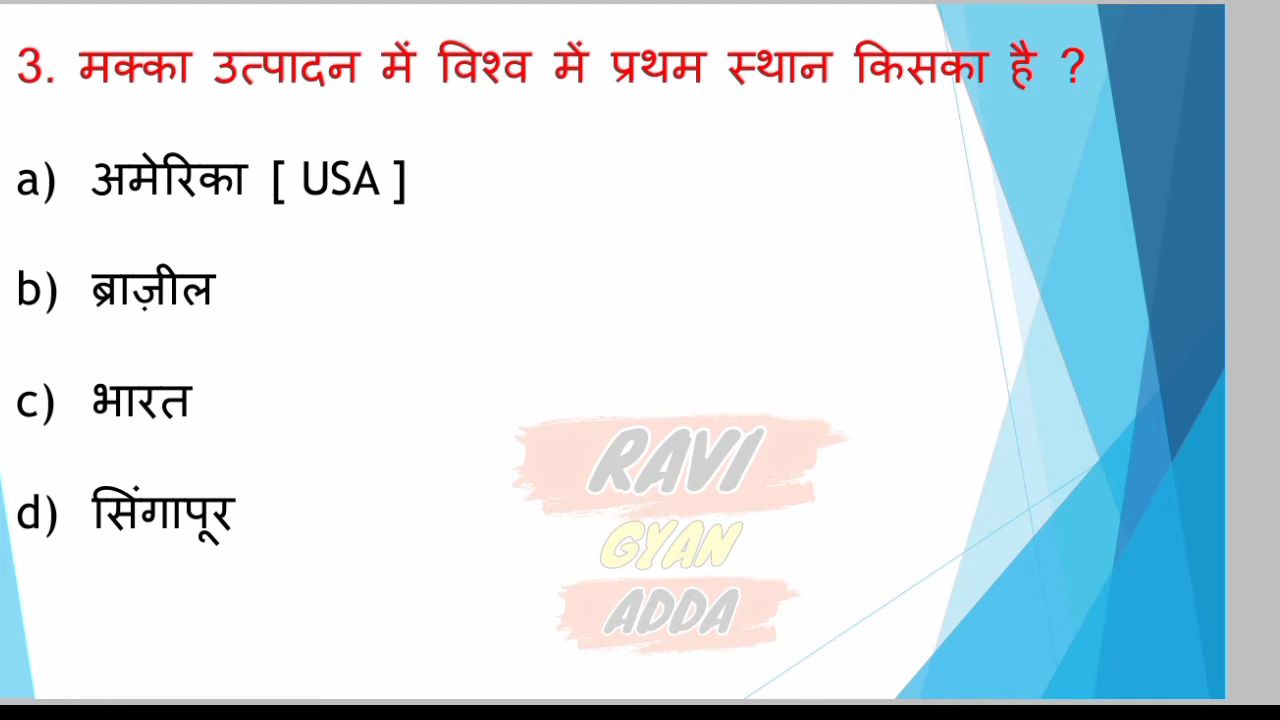 3. मक्का उत्पादन में विश्व में प्रथम स्थान किसका है ?
a) अमेरिका [ USA ]
b) ब्राज़ील
c) भारत
d) सिंगापूर
RAVI
GYAN
ADDA